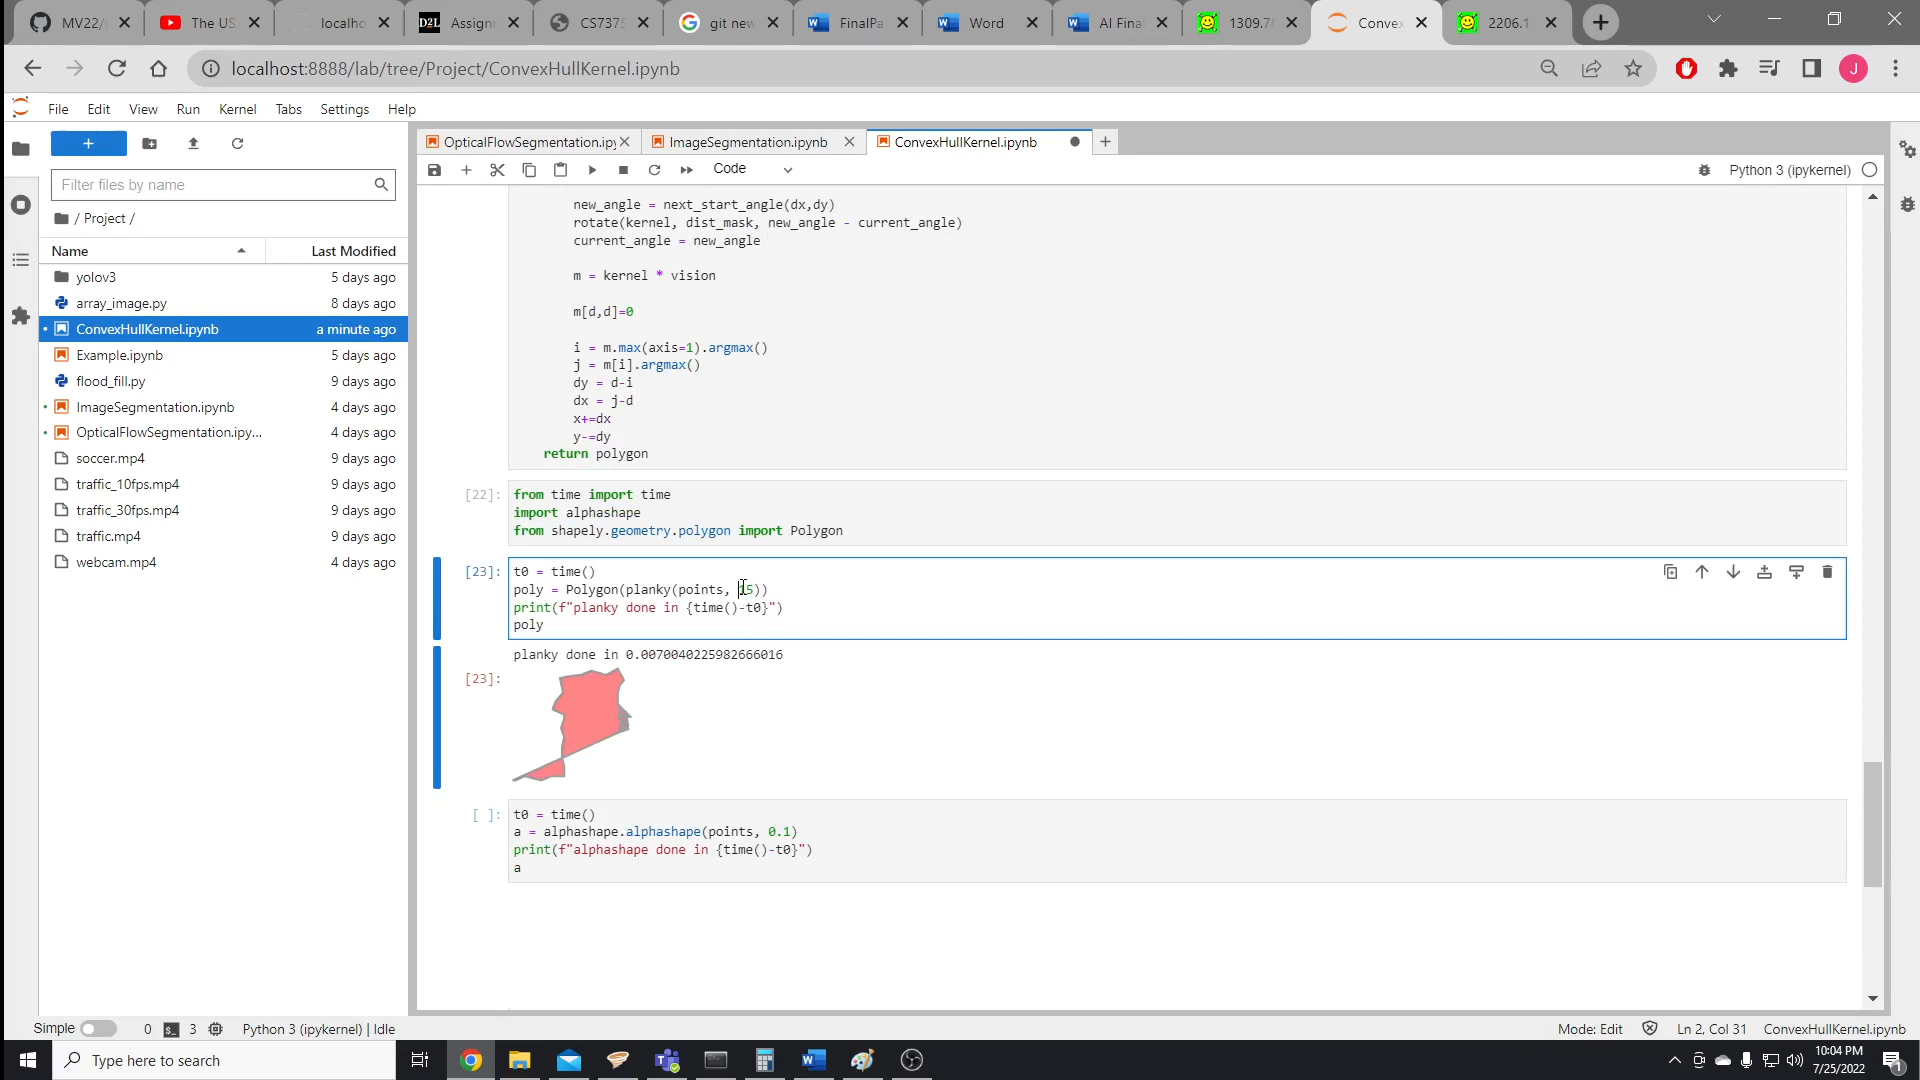 MV22/
The US
localho
D2L
Assignr
CS7375
git new
FinalPa
Word
AI Fina
1309.7
Convex
2206.1
localhost:8888/lab/tree/Project/ConvexHullKernel.ipynb
J
File Edit View Run Kernel Tabs Settings Help
OpticalFlowSegmentation.ipy
ImageSegmentation.ipynb
ConvexHullKernel.ipynb
Code
Python 3 (ipykernel)
Filter files by name
/ Project /
Name Last Modified
yolov3 5 days ago
array_image.py 8 days ago
ConvexHullKernel.ipynb a minute ago
Example.ipynb 5 days ago
flood_fill.py 9 days ago
ImageSegmentation.ipynb 4 days ago
OpticalFlowSegmentation.ipy... 4 days ago
soccer.mp4 9 days ago
traffic_10fps.mp4 9 days ago
traffic_30fps.mp4 9 days ago
traffic.mp4 9 days ago
webcam.mp4 4 days ago
new_angle = next_start_angle(dx,dy)
rotate(kernel, dist_mask, new_angle - current_angle)
current_angle = new_angle
m = kernel * vision
m[d,d]=0
i = m.max(axis=1).argmax()
j = m[i].argmax()
dy = d-i
dx = j-d
x+=dx
y-=dy
return polygon
[22]:
from time import time
import alphashape
from shapely.geometry.polygon import Polygon
[23]:
t0 = time()
poly = Polygon(planky(points, 15))
print(f"planky done in {time()-t0}")
poly
planky done in 0.0070040225982666016
[23]:
[ ]:
t0 = time()
a = alphashape.alphashape(points, 0.1)
print(f"alphashape done in {time()-t0}")
a
Simple 0 3 Python 3 (ipykernel) | Idle
Mode: Edit Ln 2, Col 31 ConvexHullKernel.ipynb
Type here to search
10:04 PM
7/25/2022
1